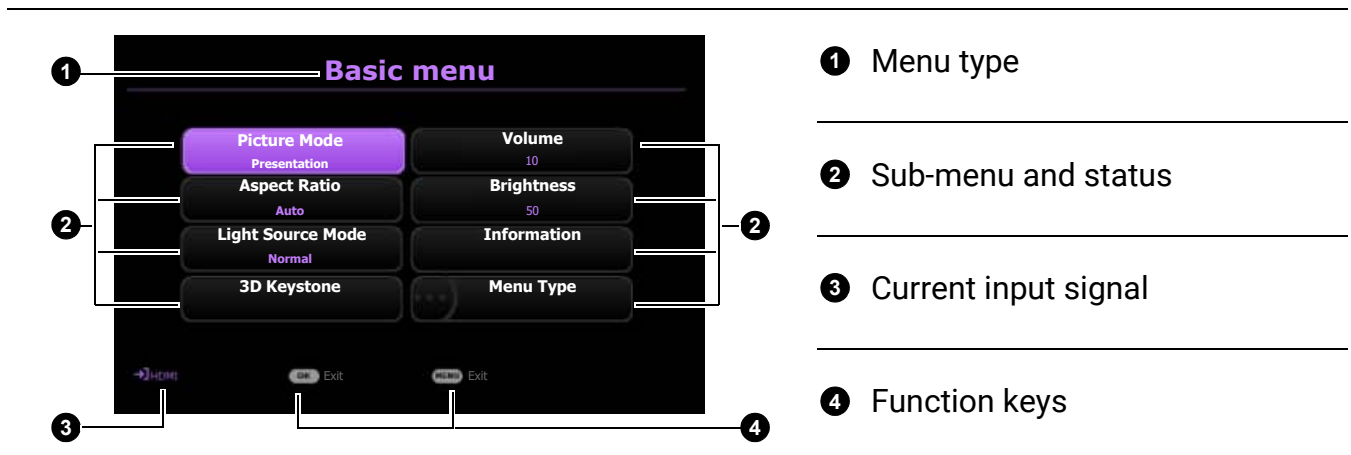 1 Basic menu
2 Picture Mode
Presentation
Aspect Ratio
Auto
Light Source Mode
Normal
3D Keystone
Volume
10
Brightness
50
Information
Menu Type
2
HDMI
OK Exit
MENU Exit
3
4
1 Menu type
2 Sub-menu and status
3 Current input signal
4 Function keys